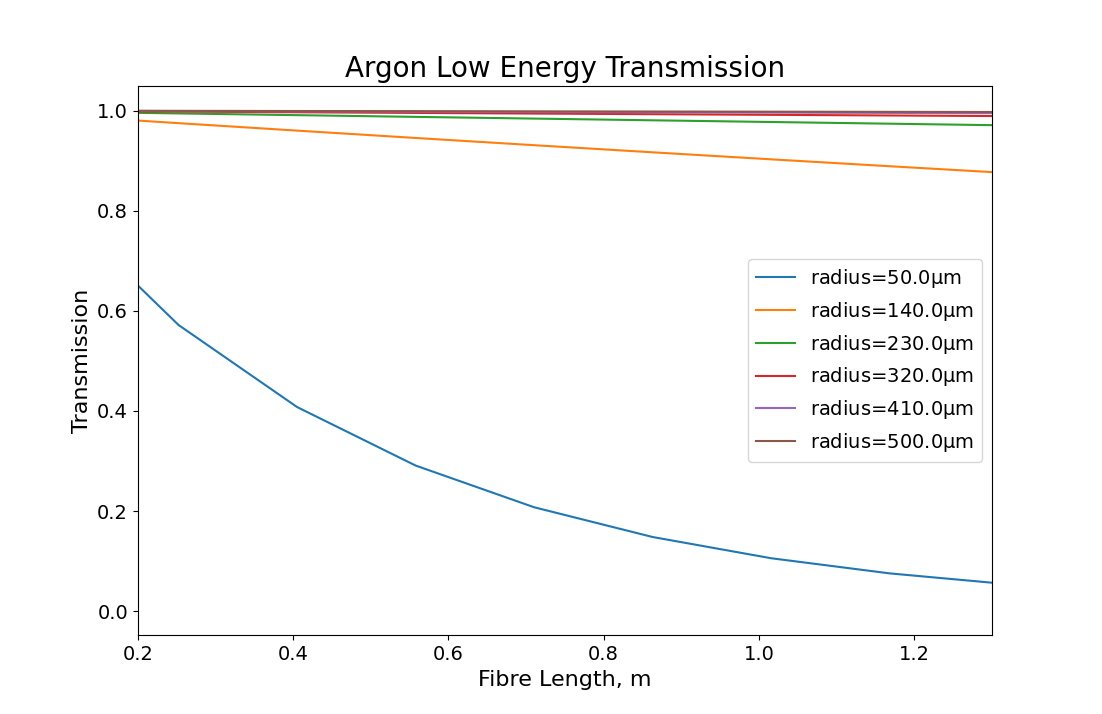 Argon Low Energy Transmission
Transmission
1.0
0.8
0.6
0.4
0.2
0.0
radius=50.0μm
radius=140.0μm
radius=230.0μm
radius=320.0μm
radius=410.0μm
radius=500.0μm
0.2 0.4 0.6 0.8 1.0 1.2
Fibre Length, m